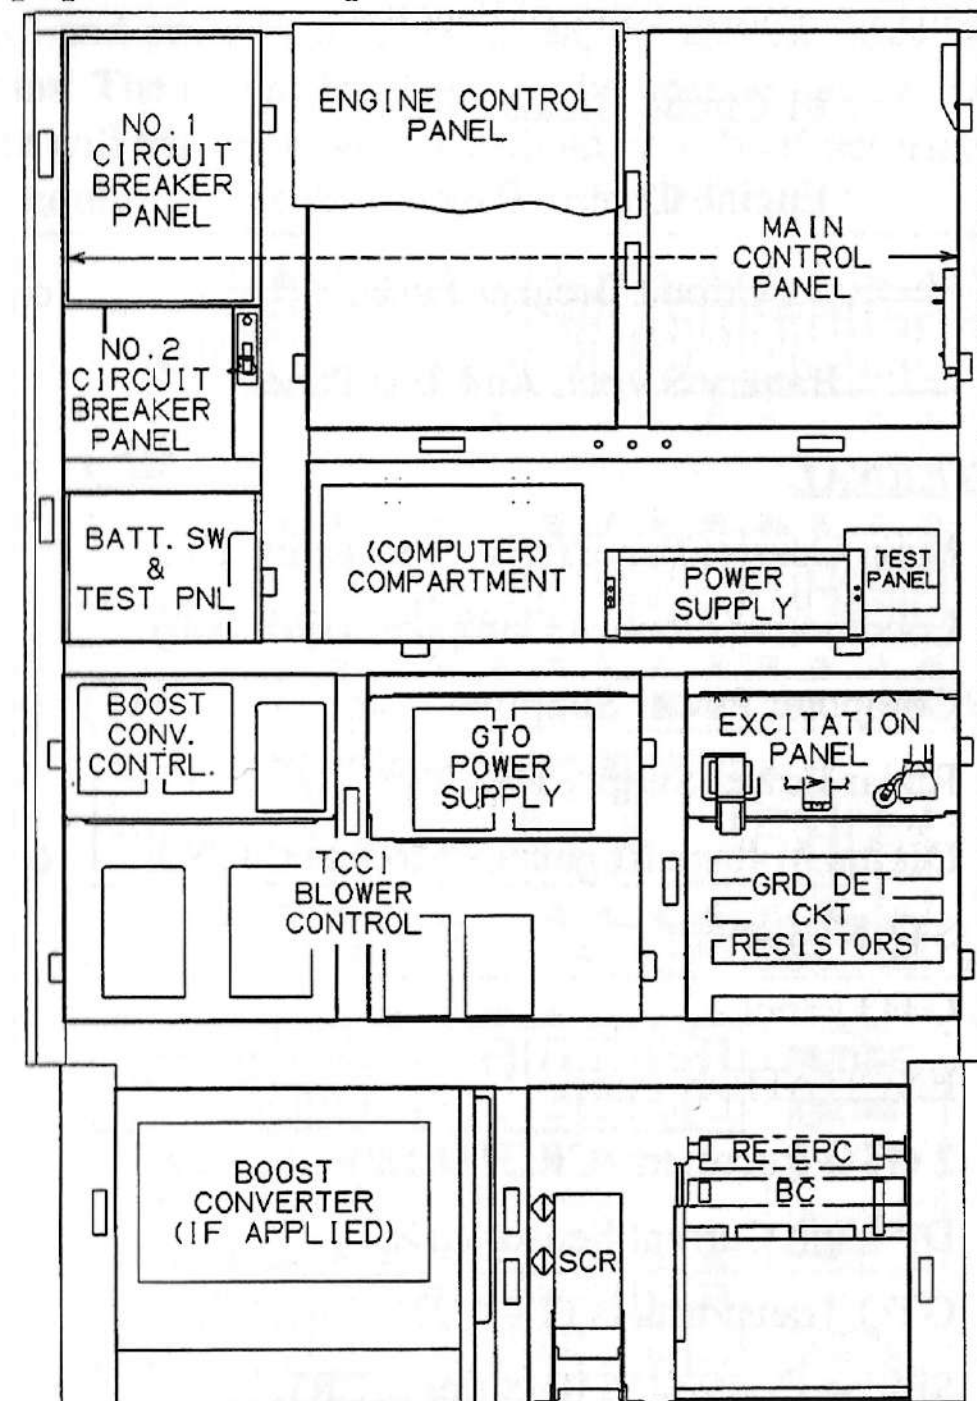 NO.1
CIRCUIT
BREAKER
PANEL
ENGINE CONTROL
PANEL
MAIN
CONTROL
PANEL
NO.2
CIRCUIT
BREAKER
PANEL
BATT. SW
&
TEST PNL
(COMPUTER)
COMPARTMENT
POWER
SUPPLY
TEST
PANEL
BOOST
CONV.
CONTRL.
GTO
POWER
SUPPLY
EXCITATION
PANEL
TCC1
BLOWER
CONTROL
GRD DET
CKT
RESISTORS
BOOST
CONVERTER
(IF APPLIED)
SCR
RE-EPC
BC